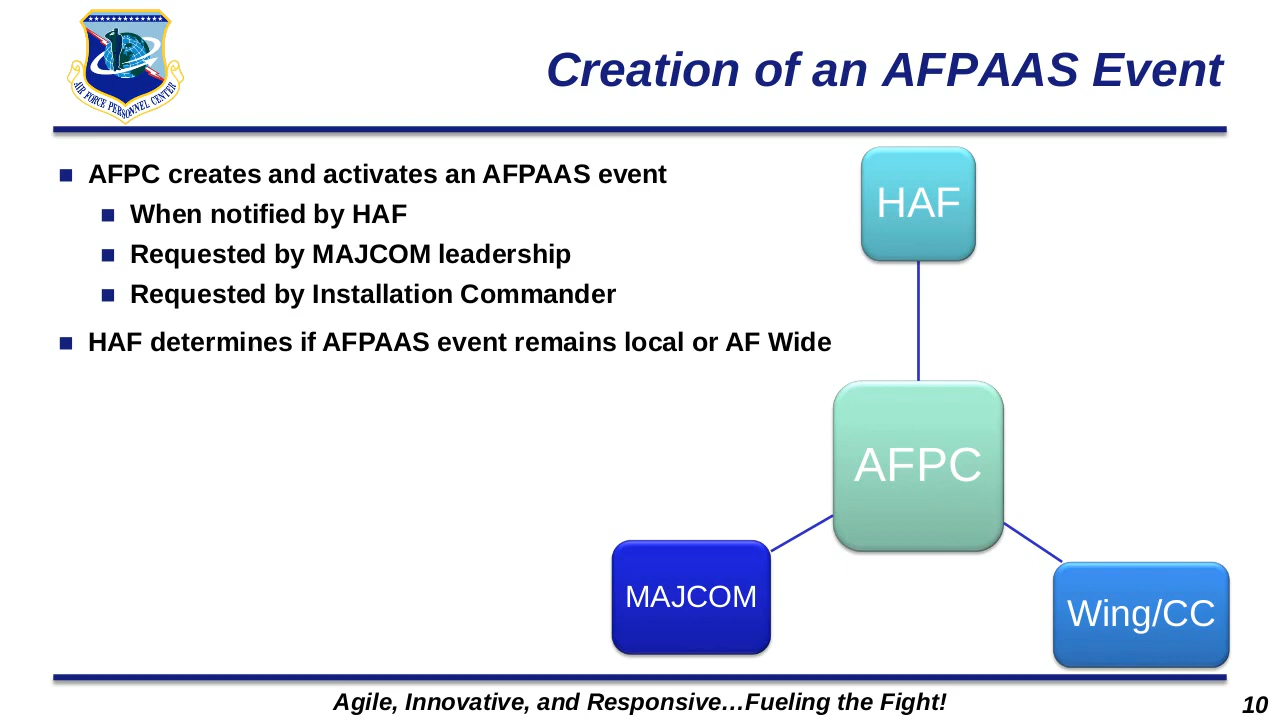 AIR FORCE PERSONNEL CENTER
Creation of an AFPAAS Event
AFPC creates and activates an AFPAAS event
When notified by HAF
Requested by MAJCOM leadership
Requested by Installation Commander
HAF determines if AFPAAS event remains local or AF Wide
HAF
AFPC
MAJCOM
Wing/CC
Agile, Innovative, and Responsive…Fueling the Fight!
10